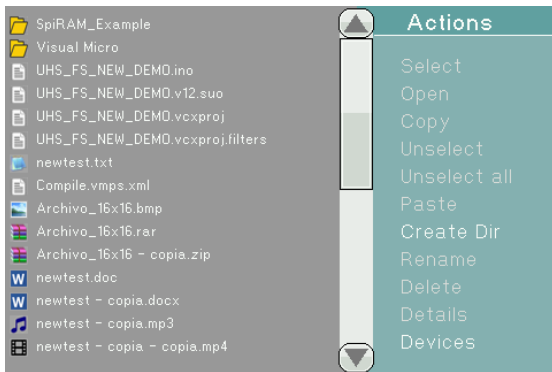 SpiRAM_Example
Visual Micro
UHS_FS_NEW_DEMO.ino
UHS_FS_NEW_DEMO.v12.suo
UHS_FS_NEW_DEMO.vcxproj
UHS_FS_NEW_DEMO.vcxproj.filters
newtest.txt
Compile.vmps.xml
Archivo_16x16.bmp
Archivo_16x16.rar
Archivo_16x16 - copia.zip
newtest.doc
newtest - copia.docx
newtest - copia.mp3
newtest - copia - copia.mp4
Actions
Select
Open
Copy
Unselect
Unselect all
Paste
Create Dir
Rename
Delete
Details
Devices